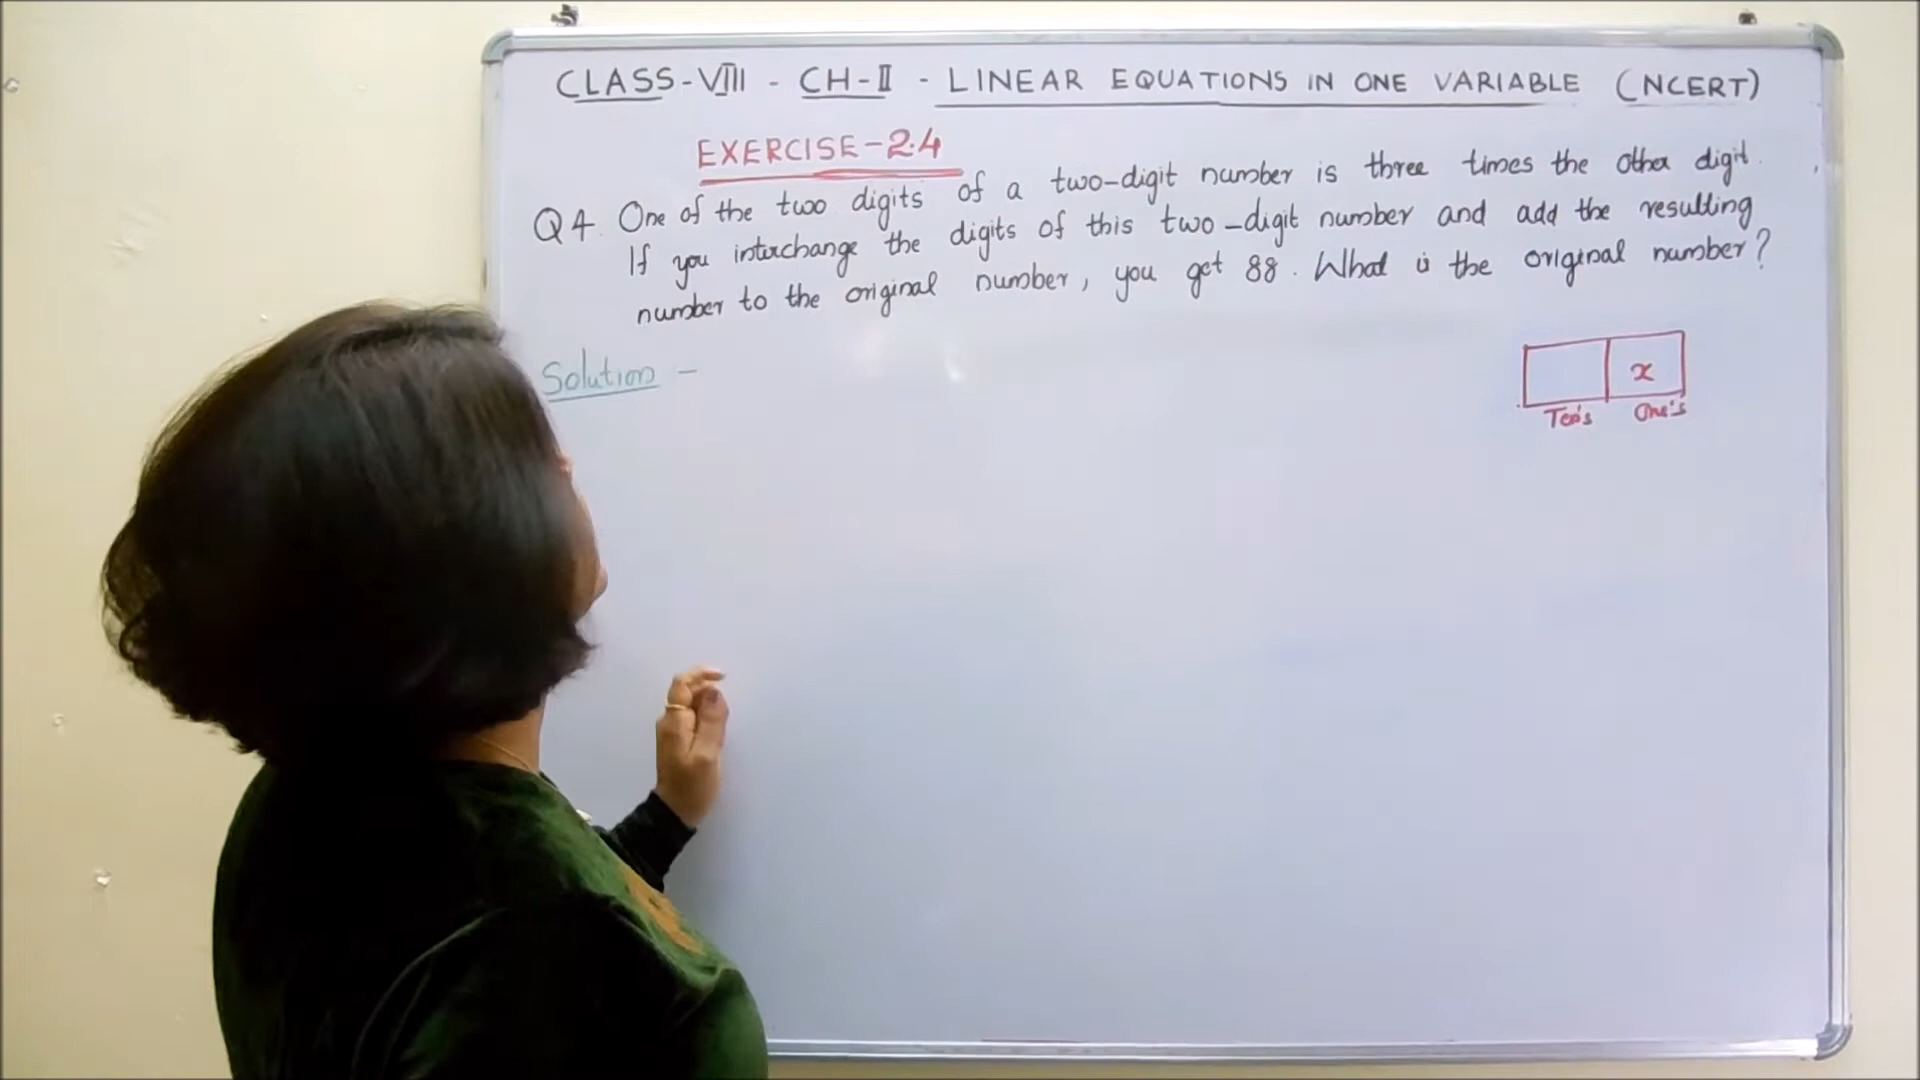 CLASS-VIII - CH-II - LINEAR EQUATIONS IN ONE VARIABLE (NCERT)
EXERCISE-2.4
Q4. One of the two digits of a two-digit number is three times the other digit.
If you interchange the digits of this two-digit number and add the resulting
number to the original number, you get 88. What is the original number?
Solution -
x
Ten's One's